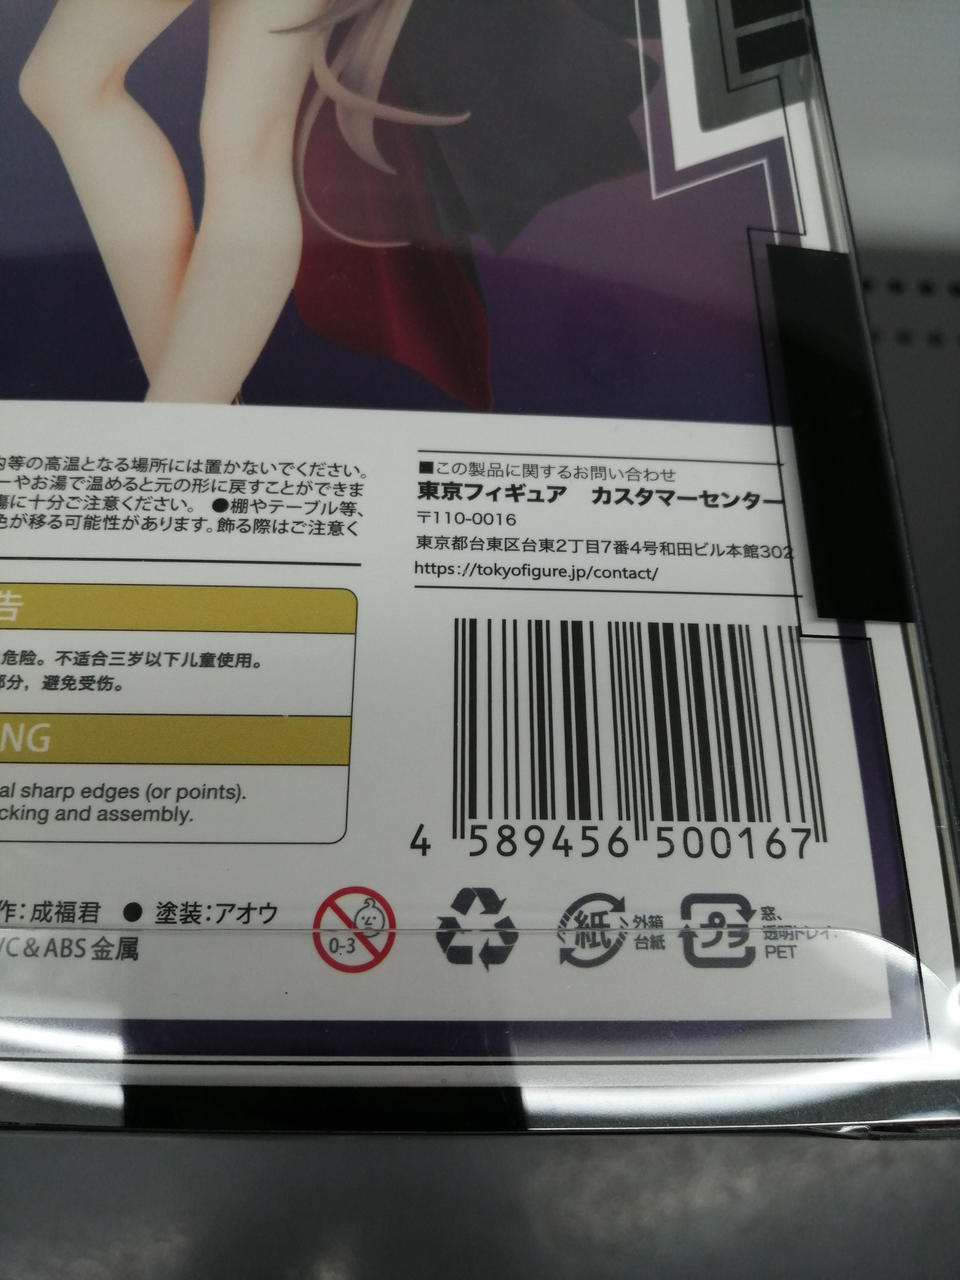 内等の高温となる場所には置かないでください。
ーやお湯で温めると元の形に戻すことができま
傷に十分ご注意ください。 ●棚やテーブル等、
色が移る可能性があります。飾る際はご注意く
■この製品に関するお問い合わせ
東京フィギュア カスタマーセンター
〒110-0016
東京都台東区台東2丁目7番4号和田ビル本館302
https://tokyofigure.jp/contact/
告
危险。不适合三岁以下儿童使用。
部分，避免受伤。
NG
al sharp edges (or points).
cking and assembly.
4 589456 500167
作：成福君 ● 塗装：アオウ
VC＆ABS 金属
0-3
紙
外箱
台紙
プラ
窓、
透明トレイ:
PET